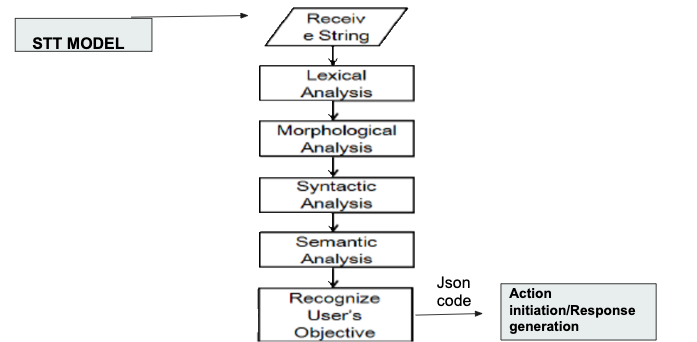 STT MODEL
Receiv
e String
Lexical
Analysis
Morphological
Analysis
Syntactic
Analysis
Semantic
Analysis
Recognize
User's
Objective
Json
code
Action
initiation/Response
generation